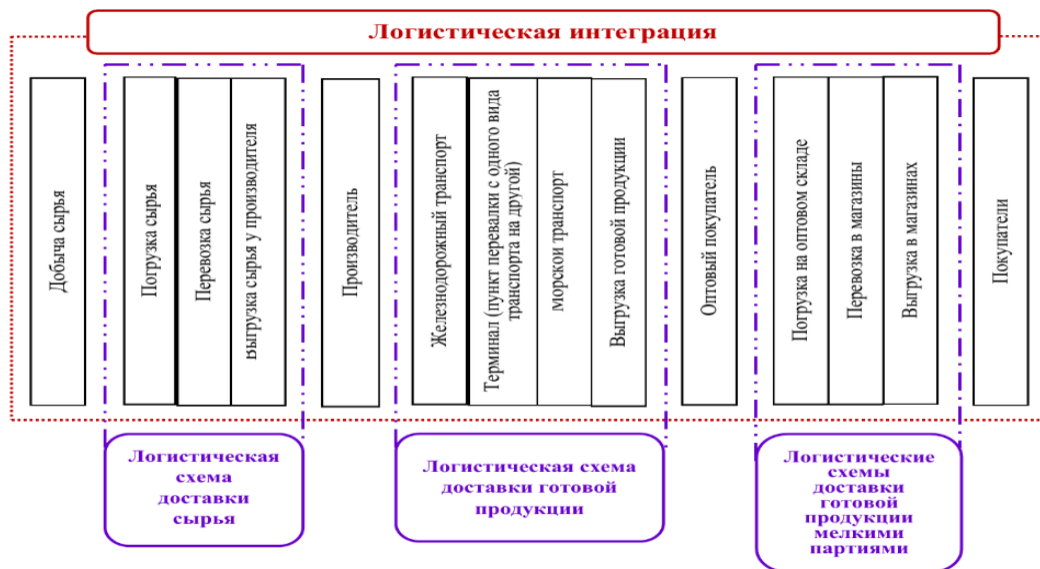 Логистическая интеграция
Добыча сырья
Погрузка сырья
Перевозка сырья
Выгрузка сырья у производителя
Производитель
Железнодорожный транспорт
Терминал (пункт перевалки с одного вида
транспорта на другой)
Морской транспорт
Выгрузка готовой продукции
Оптовый покупатель
Погрузка на оптовом складе
Перевозка в магазины
Выгрузка в магазинах
Покупатели
Логистическая
схема
доставки
сырья
Логистическая схема
доставки готовой
продукции
Логистические
схемы
доставки
готовой
продукции
мелкими
партиями